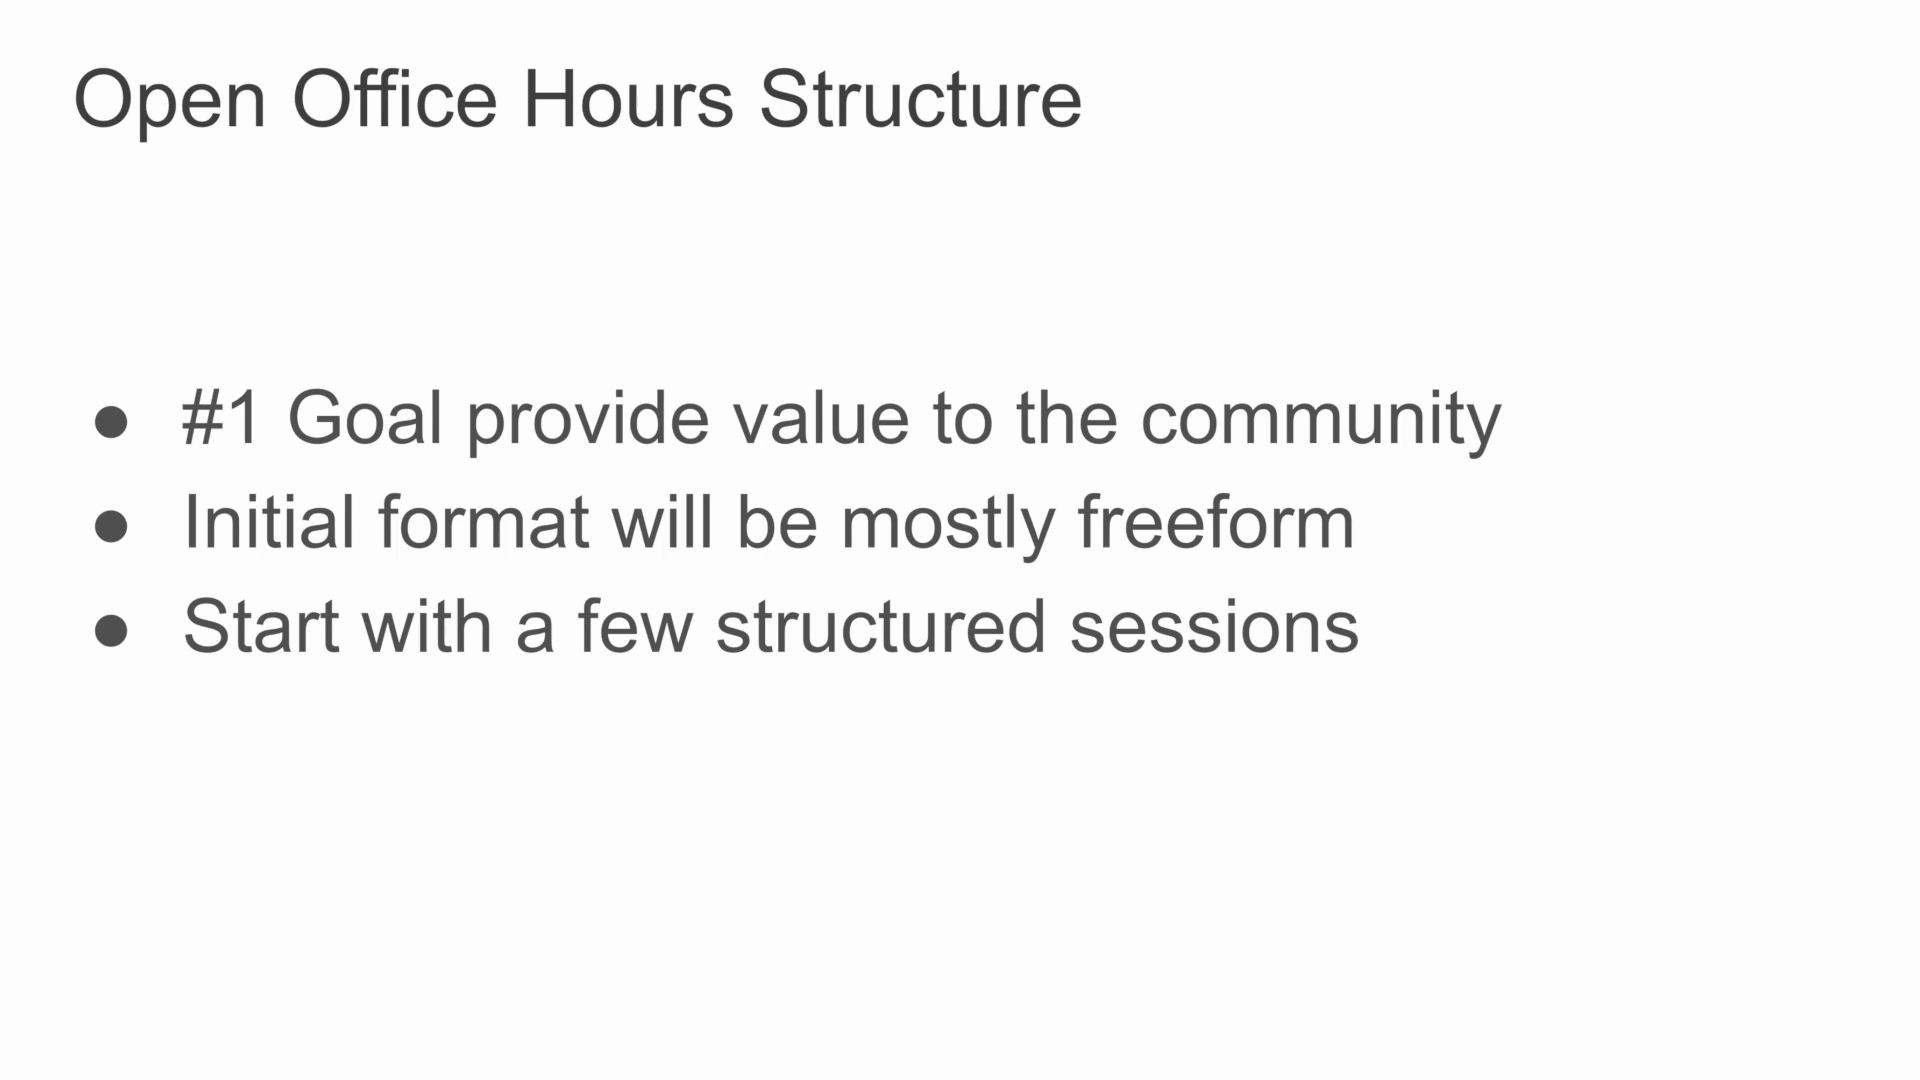 Open Office Hours Structure
● #1 Goal provide value to the community
● Initial format will be mostly freeform
● Start with a few structured sessions